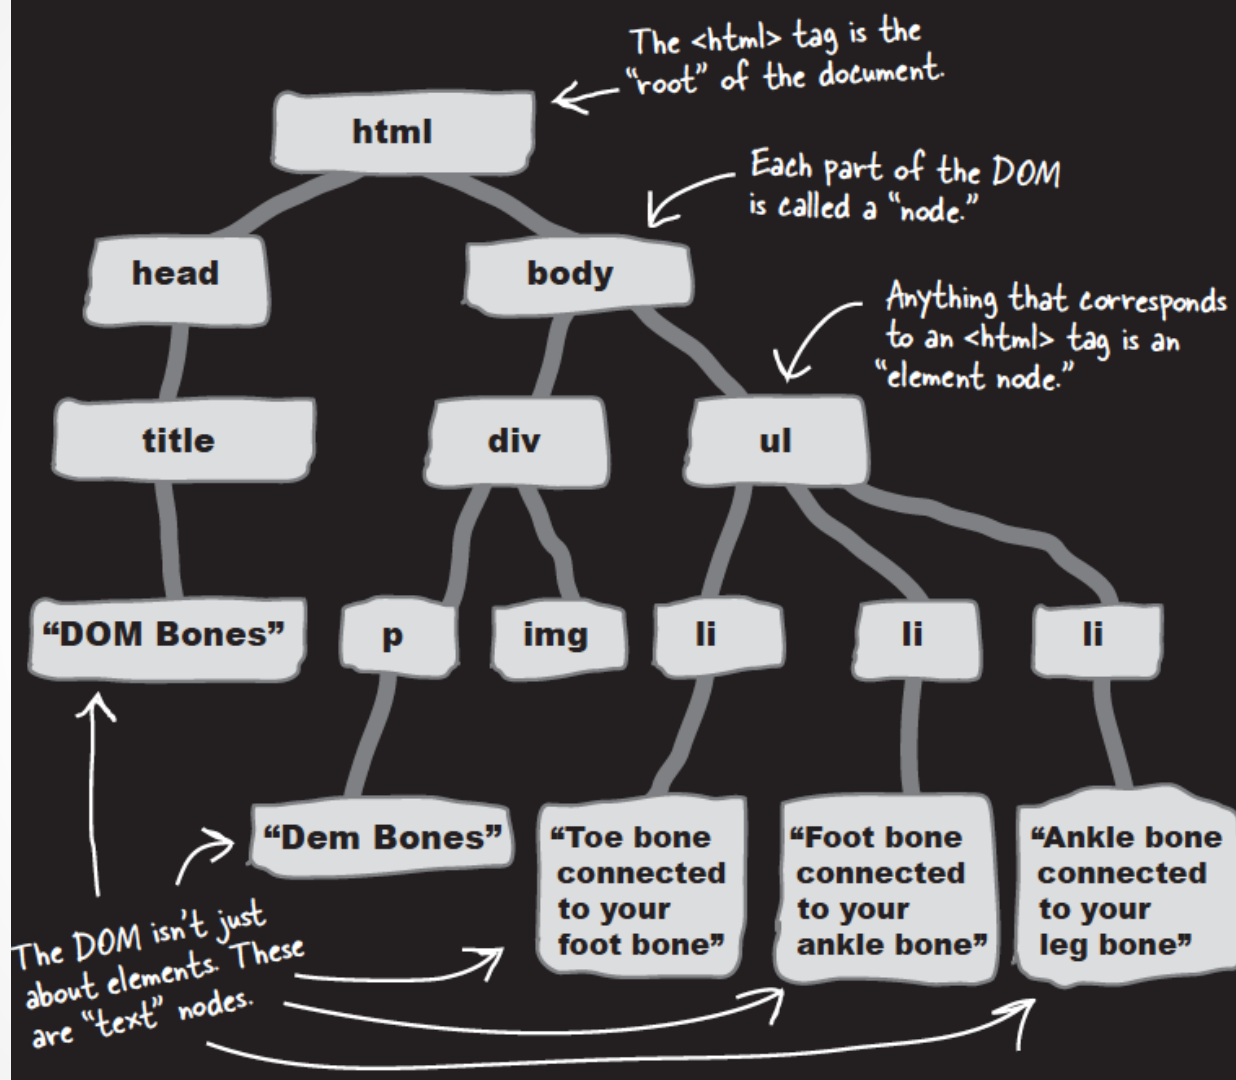 The <html> tag is the
“root” of the document.
html
Each part of the DOM
is called a “node.”
head
body
Anything that corresponds
to an <html> tag is an
“element node.”
title
div
ul
“DOM Bones”
p
img
li
li
li
“Dem Bones”
“Toe bone
connected
to your
foot bone”
“Foot bone
connected
to your
ankle bone”
“Ankle bone
connected
to your
leg bone”
The DOM isn’t just
about elements. These
are “text” nodes.